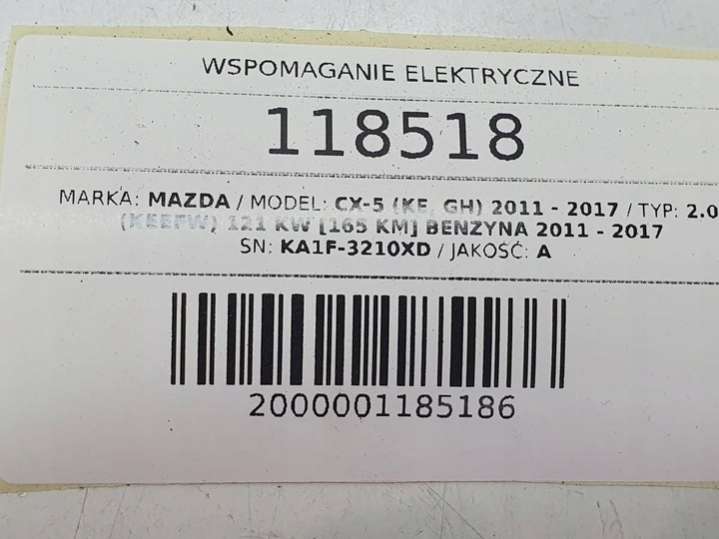 WSPOMAGANIE ELEKTRYCZNE
118518
MARKA: MAZDA / MODEL: CX-5 (KE, GH) 2011 - 2017 / TYP: 2.0
(KEEFW) 121 KW [165 KM] BENZYNA 2011 - 2017
SN: KA1F-3210XD / JAKOŚĆ: A
2000001185186